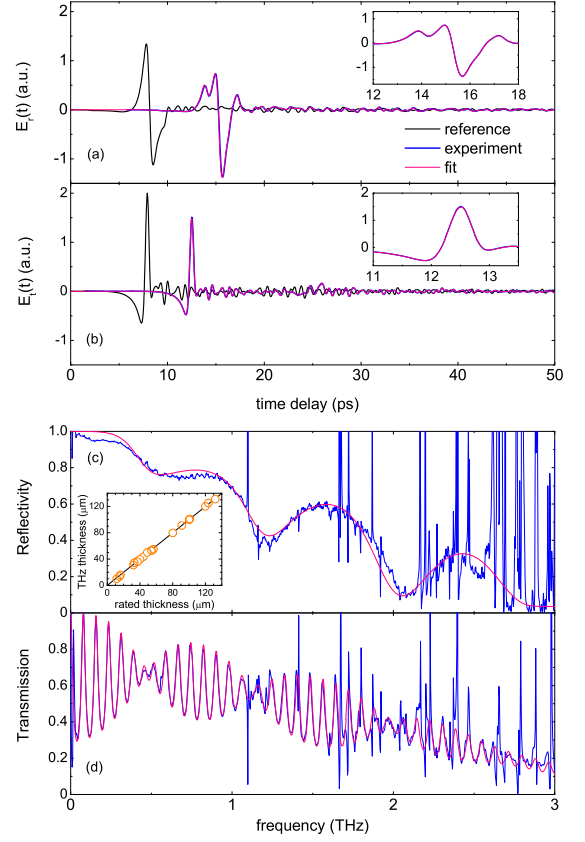 2
1
0
-1
E_r(t) (a.u.)
(a)
1
0
-1
12 14 16 18
reference
experiment
fit
2
1
0
-1
E_r(t) (a.u.)
(b)
2
1
0
-1
11 12 13
0 10 20 30 40 50
time delay (ps)
1.0
0.8
0.6
0.4
0.2
0.0
Reflectivity
(c)
THz thickness (μm)
120
80
40
0
0 40 80 120
rated thickness (μm)
0.8
0.6
0.4
0.2
0
Transmission
(d)
0 1 2 3
frequency (THz)